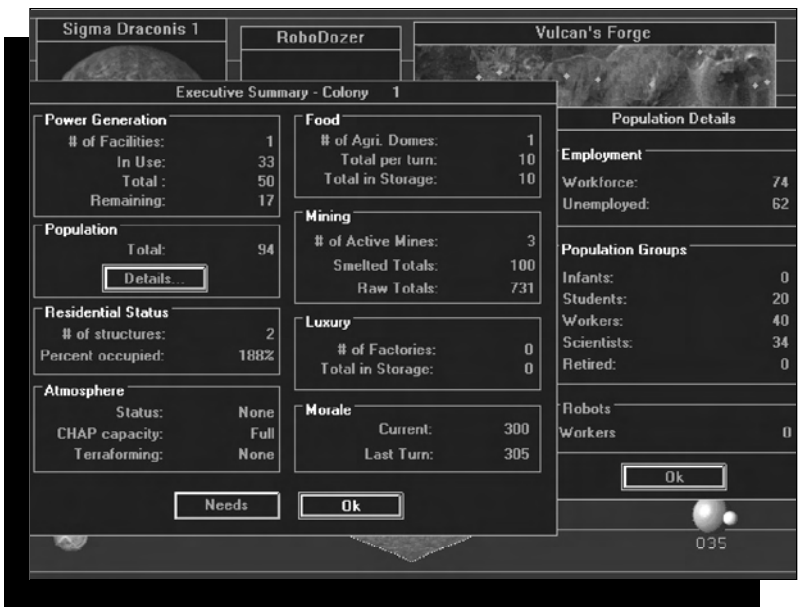 Sigma Draconis 1
RoboDozer
Vulcan's Forge
Executive Summary - Colony 1
Power Generation
# of Facilities: 1
In Use: 33
Total : 50
Remaining: 17
Population
Total: 94
Details...
Residential Status
# of structures: 2
Percent occupied: 188%
Atmosphere
Status: None
CHAP capacity: Full
Terraforming: None
Food
# of Agri. Domes: 1
Total per turn: 10
Total in Storage: 10
Mining
# of Active Mines: 3
Smelted Totals: 100
Raw Totals: 731
Luxury
# of Factories: 0
Total in Storage: 0
Morale
Current: 300
Last Turn: 305
Needs
Ok
Population Details
Employment
Workforce: 74
Unemployed: 62
Population Groups
Infants: 0
Students: 20
Workers: 40
Scientists: 34
Retired: 0
Robots
Workers 0
Ok
035